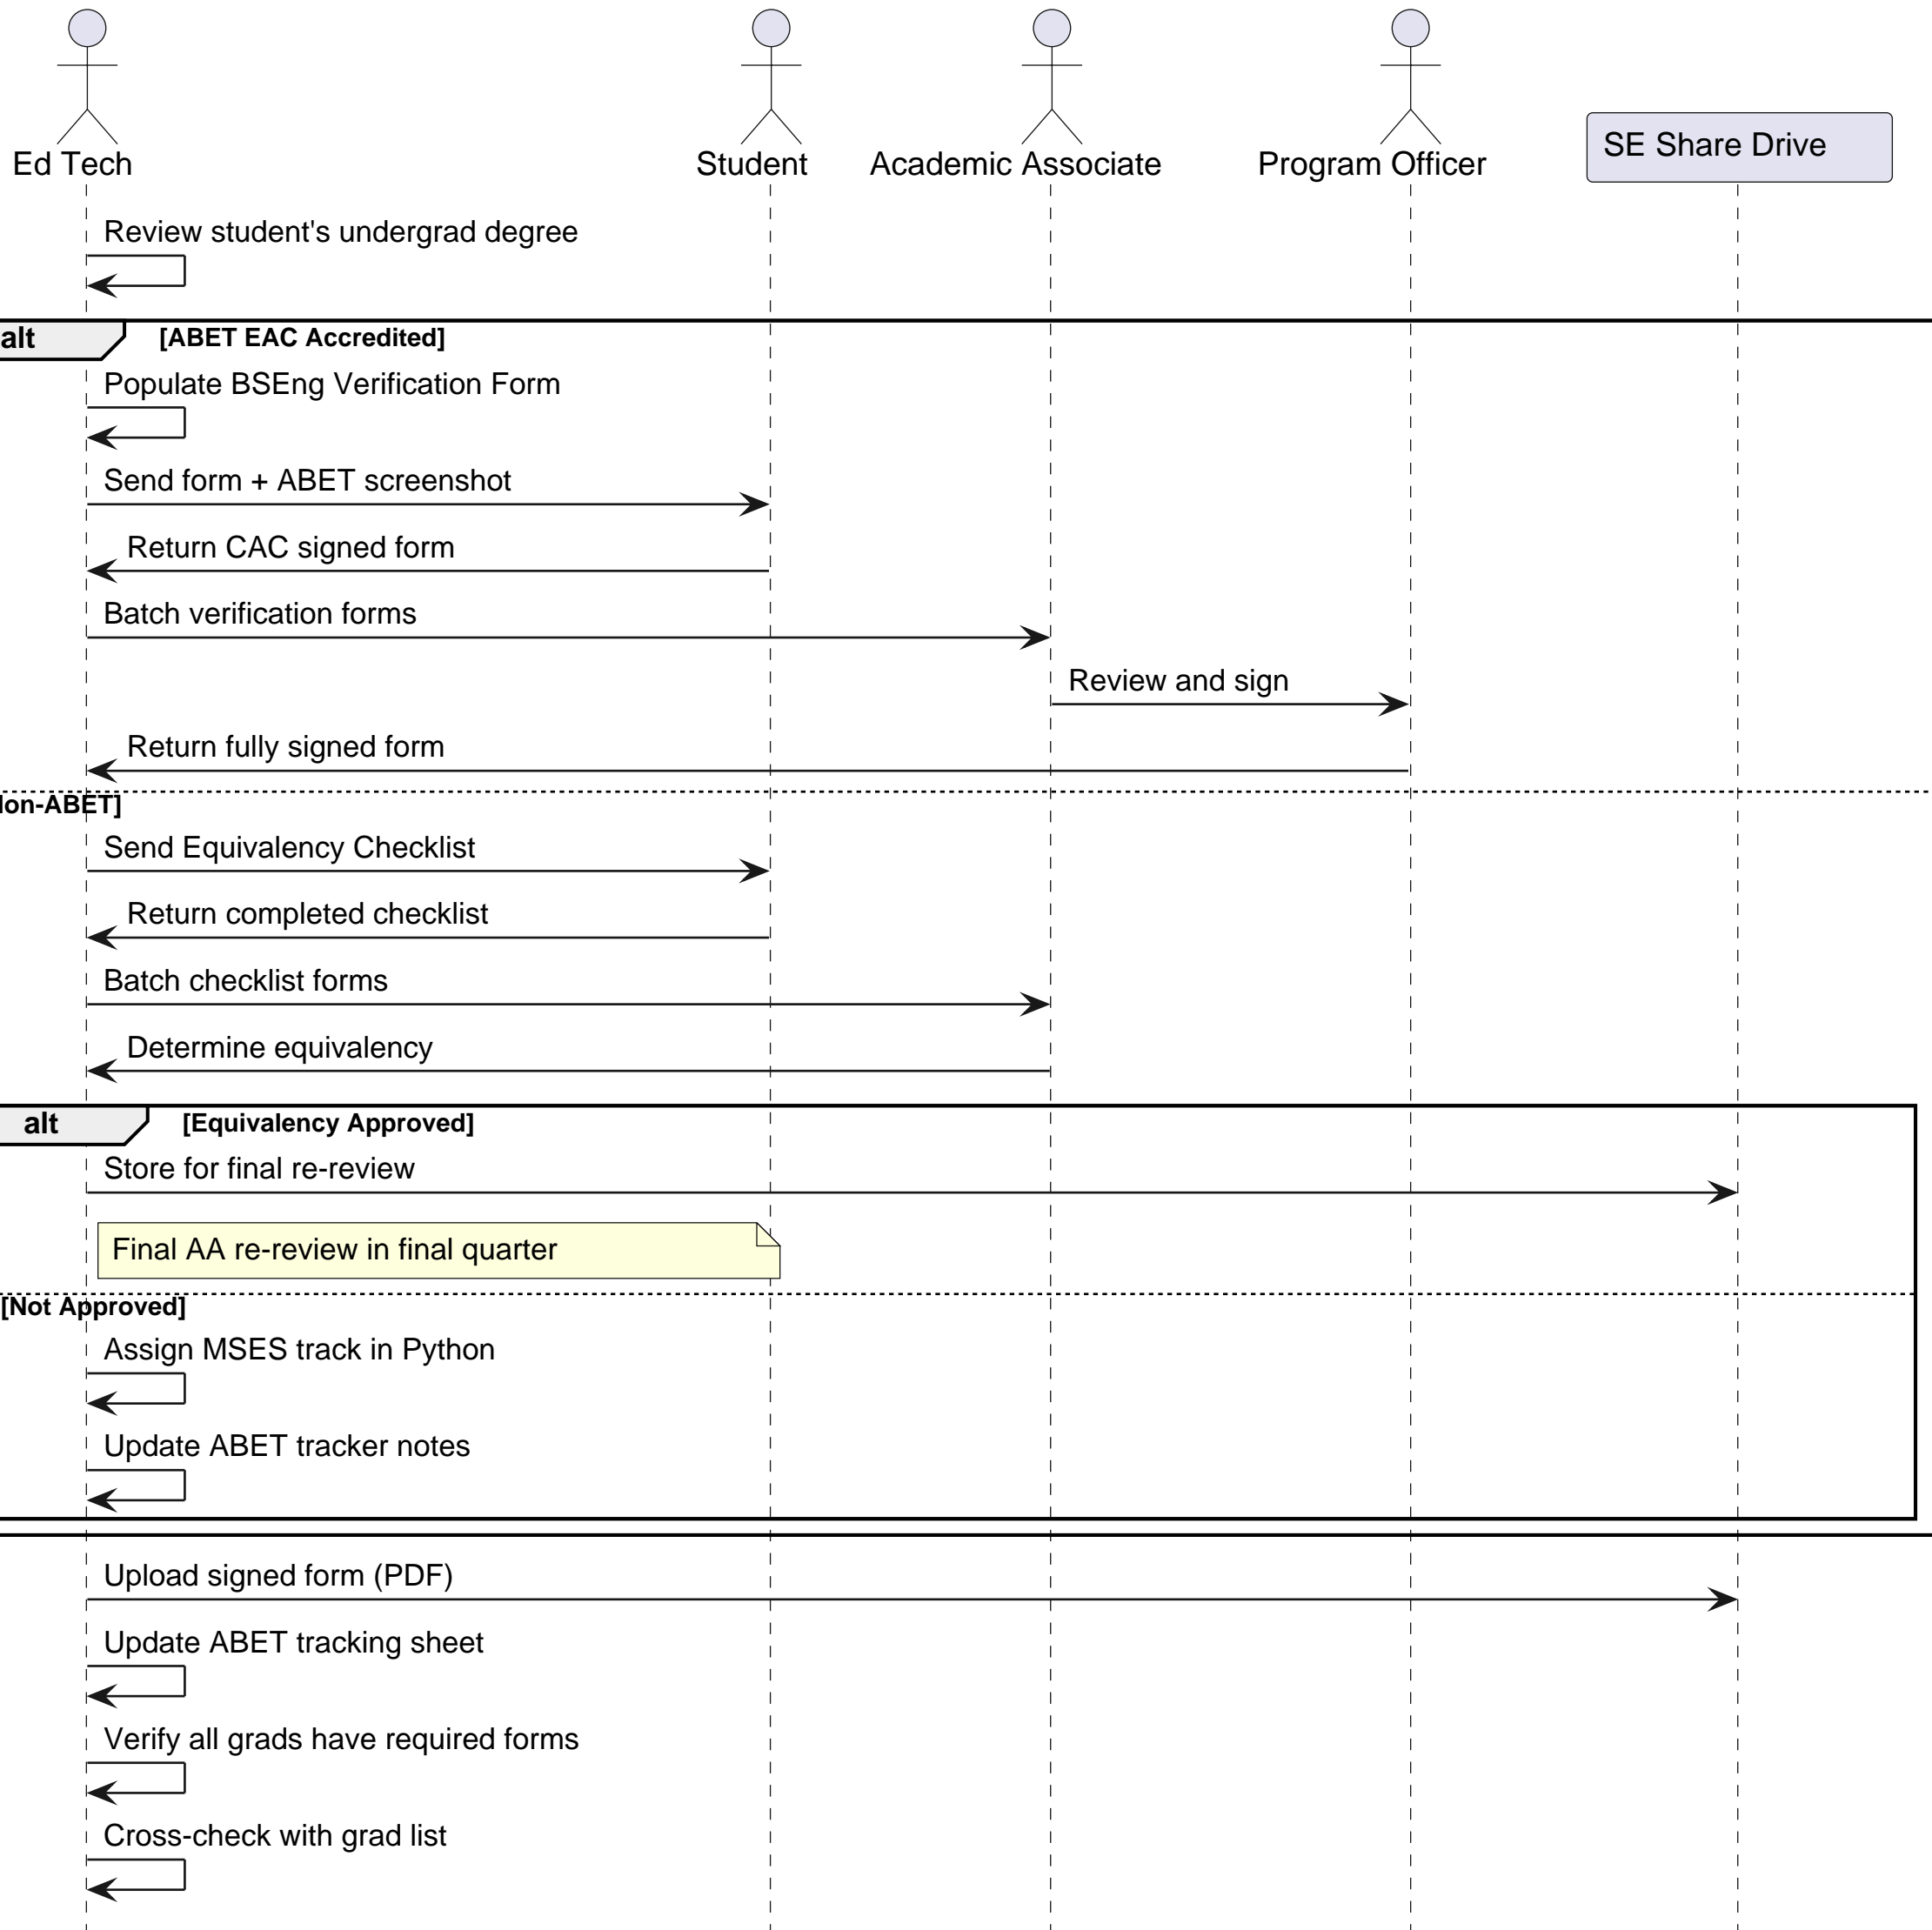 Ed Tech
Student
Academic Associate
Program Officer
SE Share Drive
Review student's undergrad degree
alt
[ABET EAC Accredited]
Populate BSEng Verification Form
Send form + ABET screenshot
Return CAC signed form
Batch verification forms
Review and sign
Return fully signed form
on-ABET]
Send Equivalency Checklist
Return completed checklist
Batch checklist forms
Determine equivalency
alt
[Equivalency Approved]
Store for final re-review
Final AA re-review in final quarter
[Not Approved]
Assign MSES track in Python
Update ABET tracker notes
Upload signed form (PDF)
Update ABET tracking sheet
Verify all grads have required forms
Cross-check with grad list